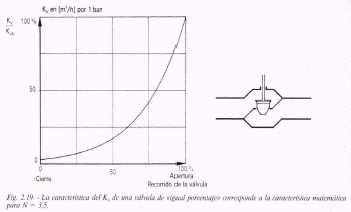 Kv en [m³/h] por 1 ban
Kv
Kvs
100 %
50
0
Cierre
50
100 %
Apertura
Recorrido de la válvula
Fig. 2.19. - La característica del Kv de una válvula de «igual porcentaje» corresponde a la característica matemática
para N = 3,5.